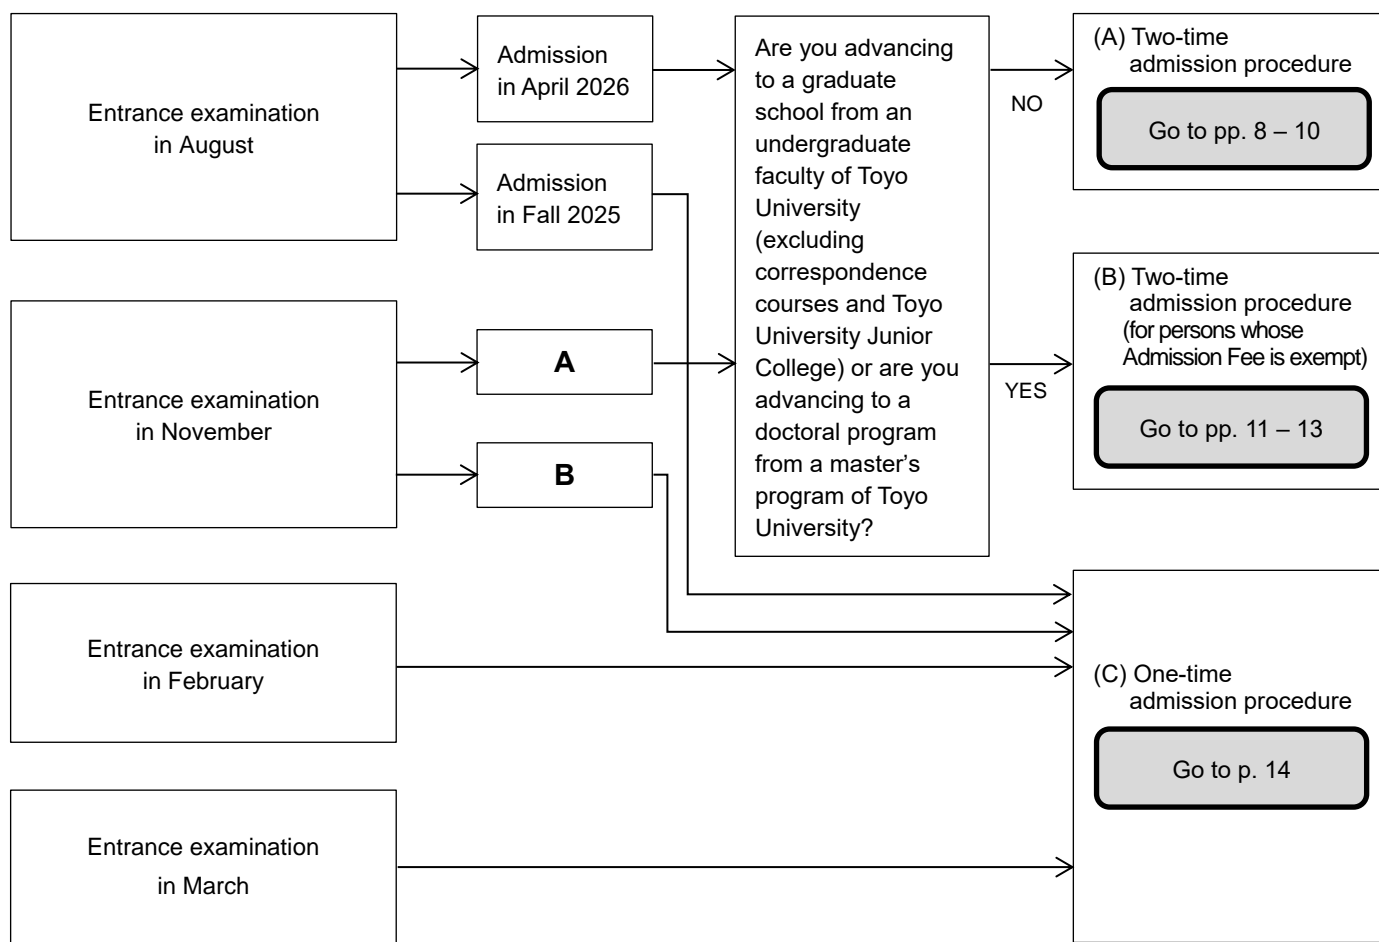 Entrance examination
in August
Admission
in April 2026
Admission
in Fall 2025
Are you advancing
to a graduate
school from an
undergraduate
faculty of Toyo
University
(excluding
correspondence
courses and Toyo
University Junior
College) or are you
advancing to a
doctoral program
from a master's
program of Toyo
University?
NO
YES
(A) Two-time
admission procedure
Go to pp. 8 – 10
(B) Two-time
admission procedure
(for persons whose
Admission Fee is exempt)
Go to pp. 11 – 13
Entrance examination
in November
A
B
Entrance examination
in February
Entrance examination
in March
(C) One-time
admission procedure
Go to p. 14